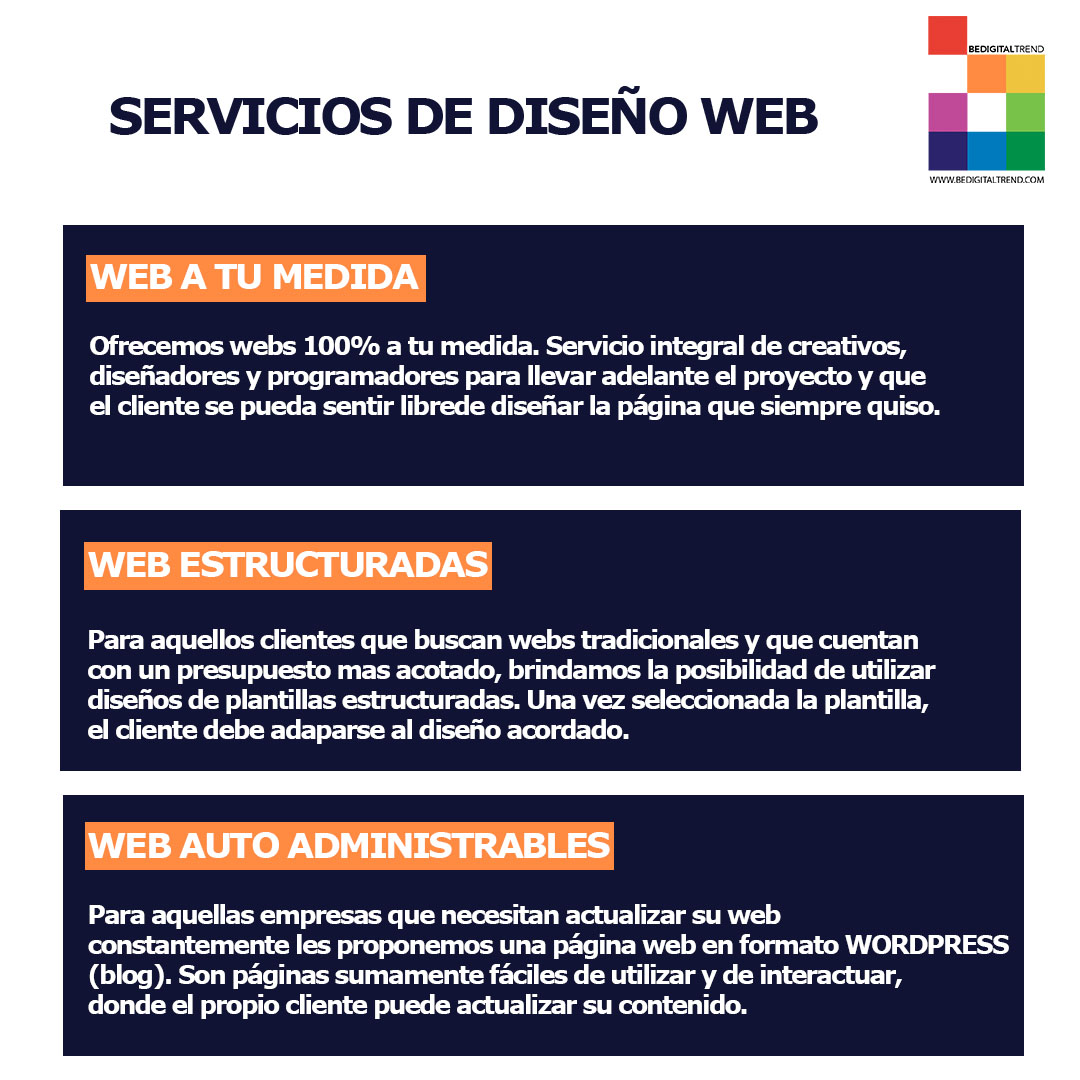 BEDIGITALTREND
SERVICIOS DE DISEÑO WEB
WWW.BEDIGITALTREND.COM
WEB A TU MEDIDA
Ofrecemos webs 100% a tu medida. Servicio integral de creativos,
diseñadores y programadores para llevar adelante el proyecto y que
el cliente se pueda sentir librede diseñar la página que siempre quiso.
WEB ESTRUCTURADAS
Para aquellos clientes que buscan webs tradicionales y que cuentan
con un presupuesto mas acotado, brindamos la posibilidad de utilizar
diseños de plantillas estructuradas. Una vez seleccionada la plantilla,
el cliente debe adaparse al diseño acordado.
WEB AUTO ADMINISTRABLES
Para aquellas empresas que necesitan actualizar su web
constantemente les proponemos una página web en formato WORDPRESS
(blog). Son páginas sumamente fáciles de utilizar y de interactuar,
donde el propio cliente puede actualizar su contenido.